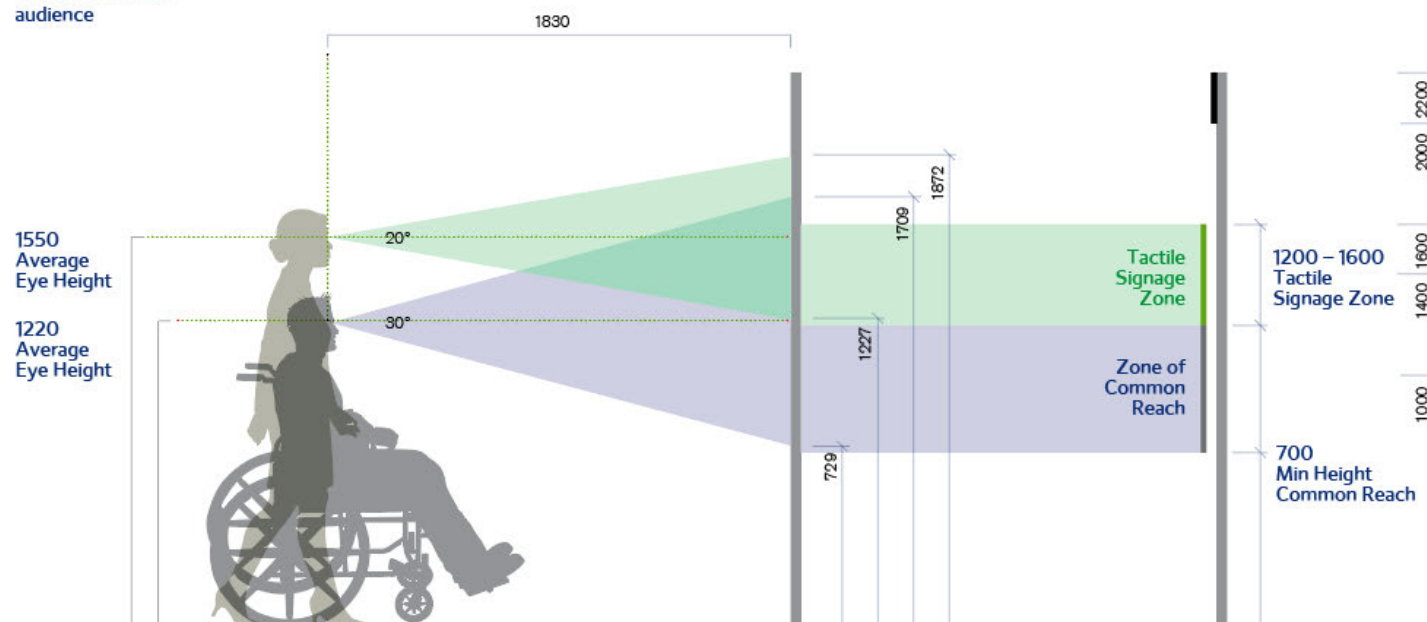 audience
1830
1550
Average
Eye Height
1220
Average
Eye Height
20°
30°
1872
1709
1227
729
Tactile
Signage
Zone
Zone of
Common
Reach
1200 – 1600
Tactile
Signage Zone
700
Min Height
Common Reach
2200
2000
1600
1400
1000